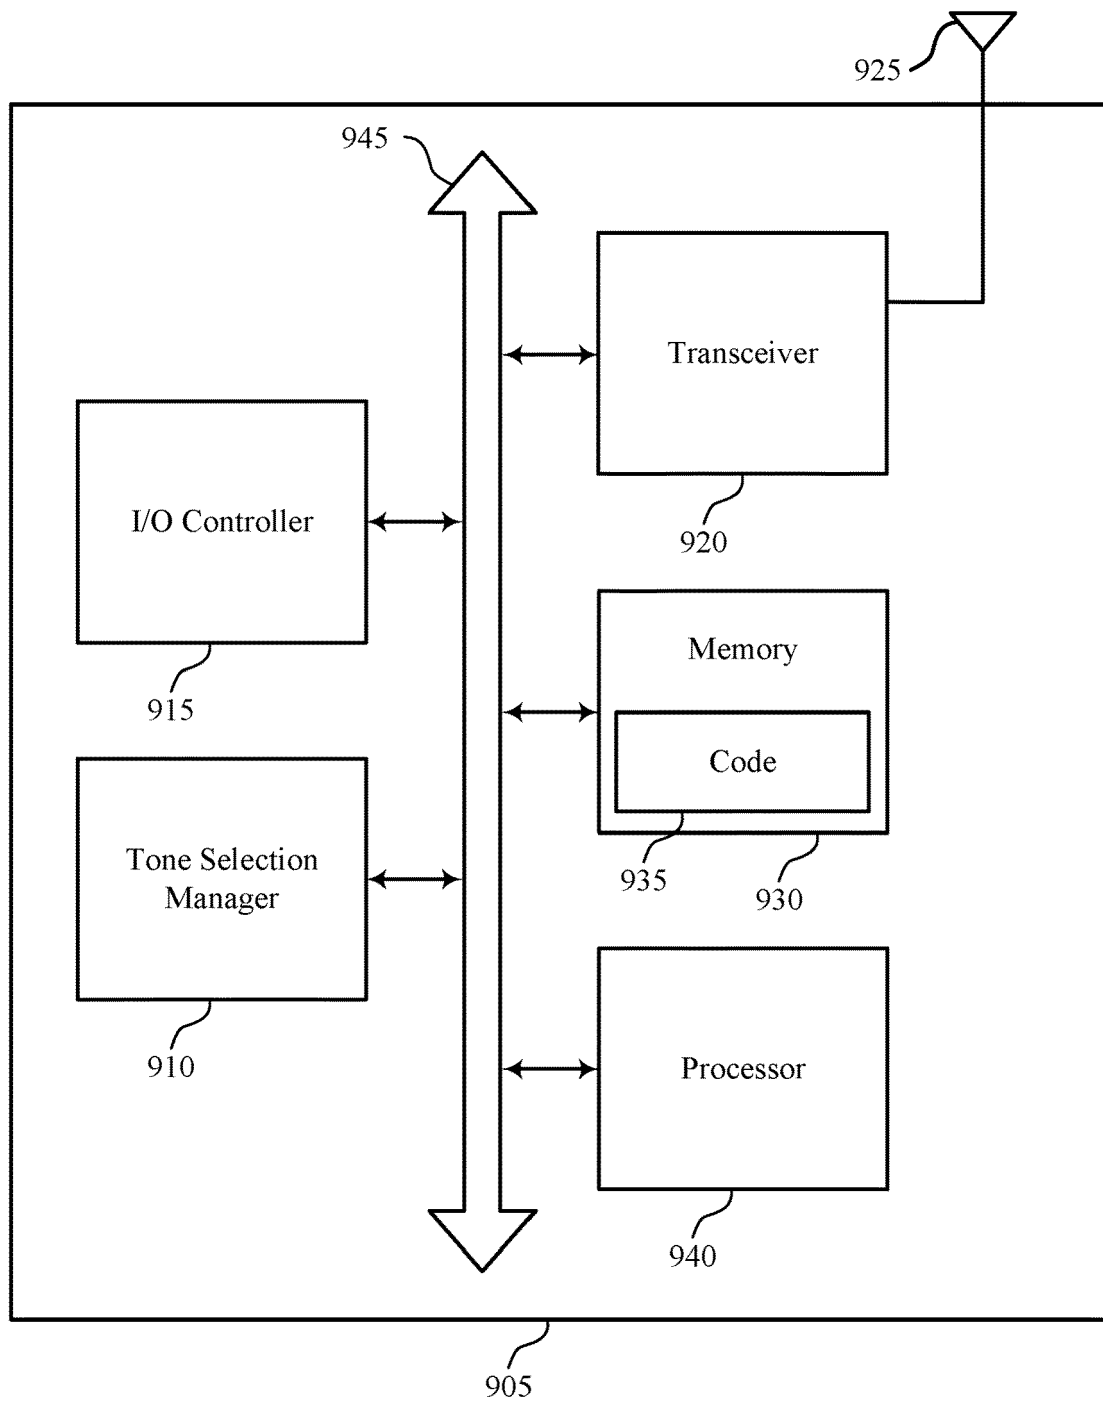 925
945
Transceiver
I/O Controller
920
Memory
915
Code
Tone Selection
Manager
935
930
910
Processor
940
905